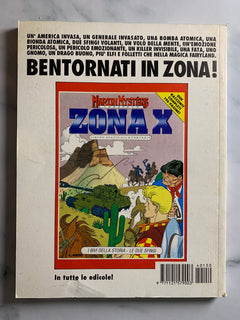 UN' AMERICA INVASA, UN GENERALE INVASATO, UNA BOMBA ATOMICA, UNA
BIONDA ATOMICA, DUE SFINGI VOLANTI, UN VOLO DELLA MENTE, UN'EMOZIONE
PERICOLOSA, UN PERICOLO EMOZIONANTE, UN KILLER INVISIBILE, UNA FATA, UNO
GNOMO, UN DRAGO BUONO, PIU' ELFI E FOLLETTI CHE NELLA MAGICA FAIRYLAND.
BENTORNATI IN ZONA!
MARTIN MYSTÈRE
ZONA X
I BIVI DELLA STORIA - LE DUE SFINGI
In tutte le edicole!